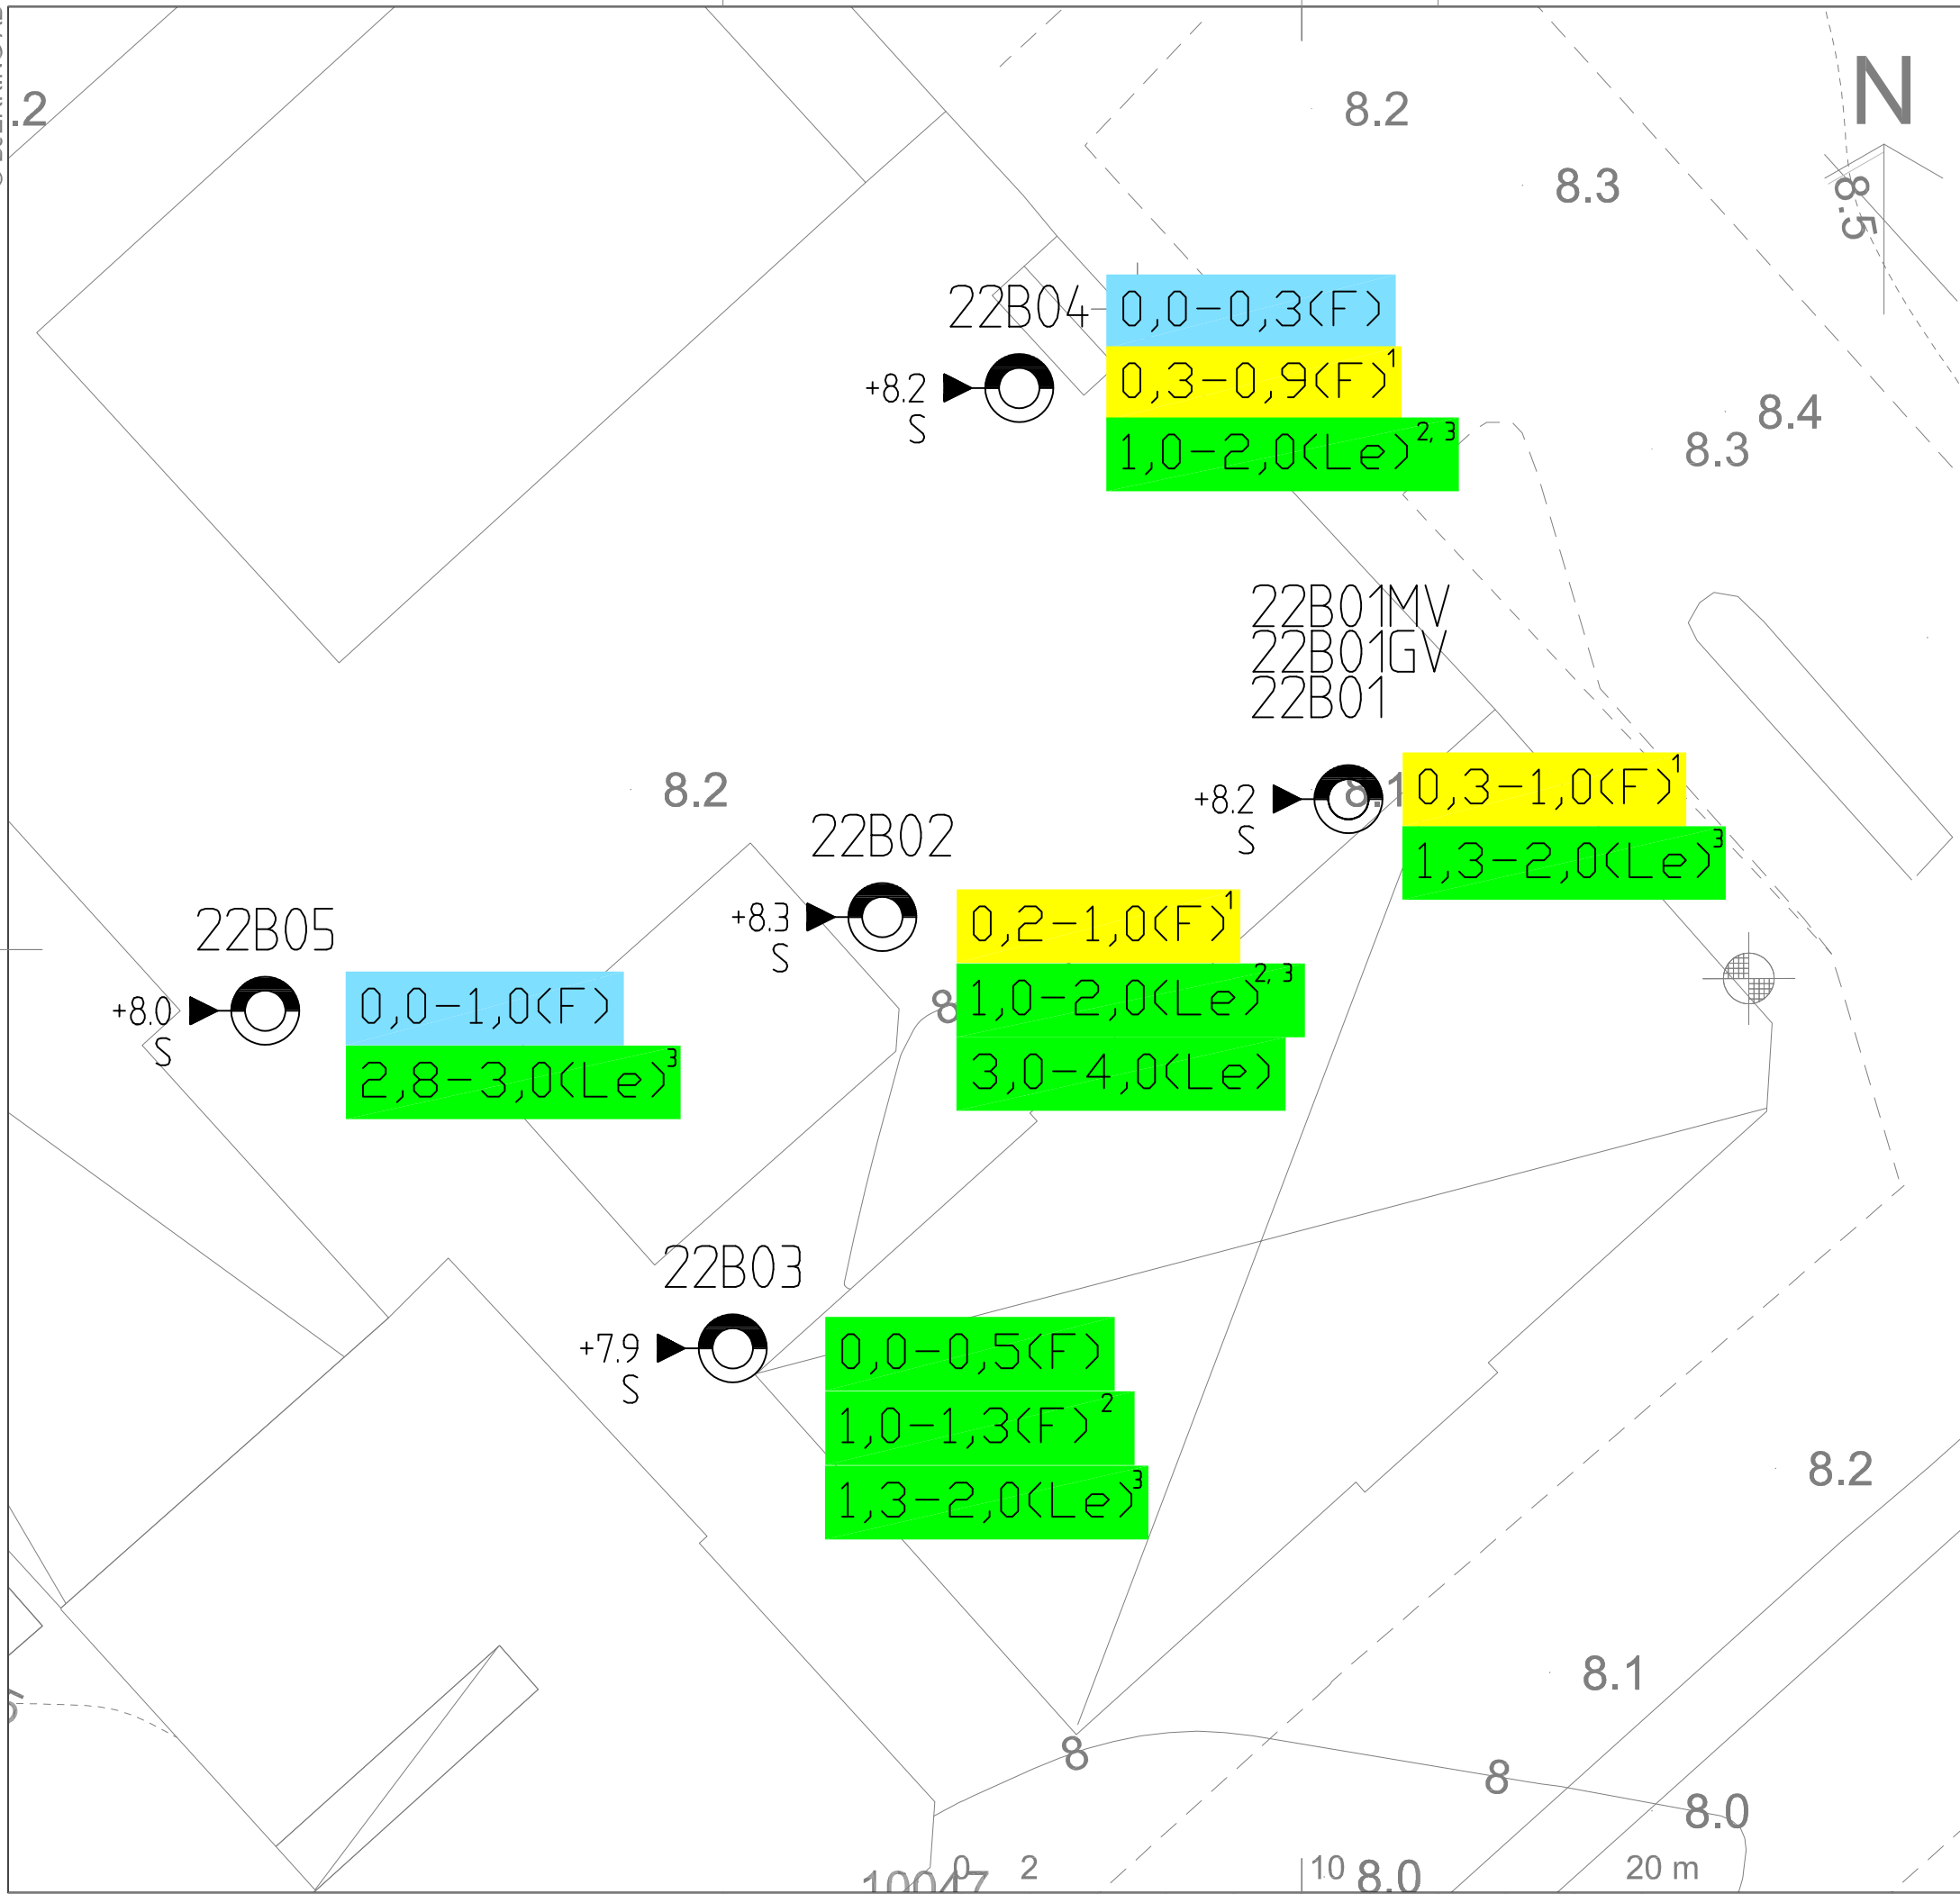 .2
8.2
N
8.3
8.5
22B04
0,0-0,3(F)
0,3-0,9(F)¹
1,0-2,0(Le)²,³
+8.2
S
8.4
8.3
22B01MV
22B01GV
22B01
8.2
+8.2
S
8.1
0,3-1,0(F)¹
1,3-2,0(Le)³
22B02
+8.3
S
0,2-1,0(F)¹
1,0-2,0(Le)²,³
3,0-4,0(Le)
8
22B05
+8.0
S
0,0-1,0(F)
2,8-3,0(Le)³
22B03
+7.9
S
0,0-0,5(F)
1,0-1,3(F)²
1,3-2,0(Le)³
8.2
8.1
8
8
8.0
0 2 10 20 m
8.0